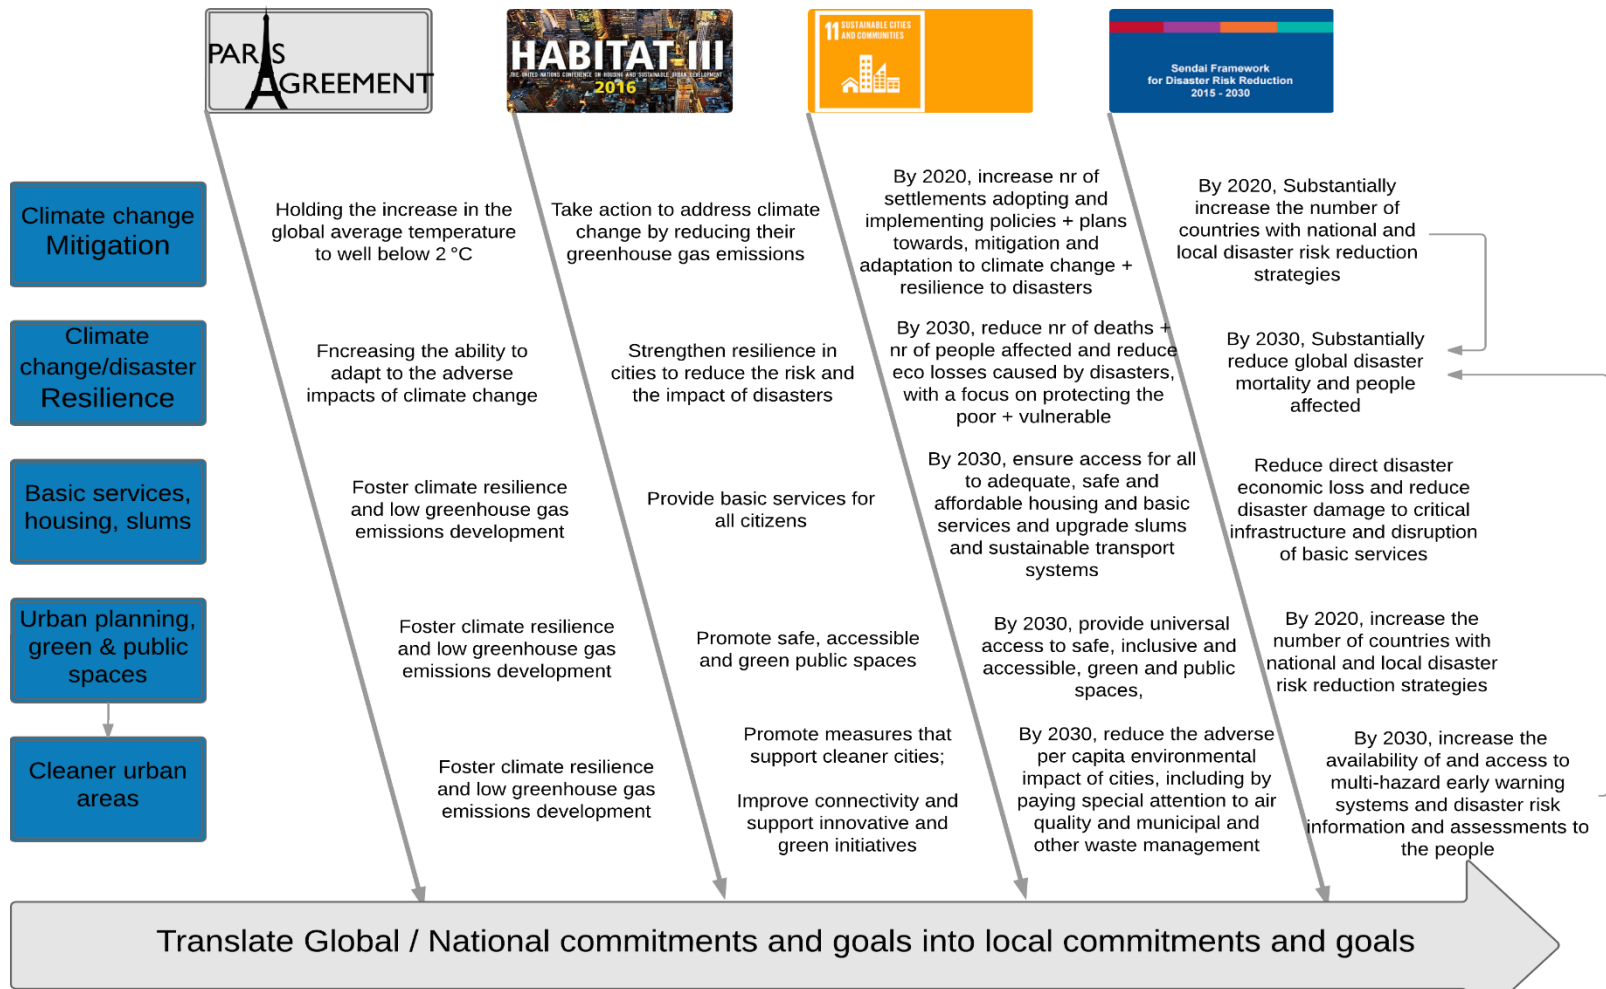 PARIS
AGREEMENT
HABITAT III
THE UNITED NATIONS CONFERENCE ON HOUSING AND SUSTAINABLE URBAN DEVELOPMENT
2016
11 SUSTAINABLE CITIES
AND COMMUNITIES
Sendai Framework
for Disaster Risk Reduction
2015 - 2030
Climate change
Mitigation
Holding the increase in the
global average temperature
to well below 2 °C
Take action to address climate
change by reducing their
greenhouse gas emissions
By 2020, increase nr of
settlements adopting and
implementing policies + plans
towards, mitigation and
adaptation to climate change +
resilience to disasters
By 2020, Substantially
increase the number of
countries with national and
local disaster risk reduction
strategies
Climate
change/disaster
Resilience
Fncreasing the ability to
adapt to the adverse
impacts of climate change
Strengthen resilience in
cities to reduce the risk and
the impact of disasters
By 2030, reduce nr of deaths +
nr of people affected and reduce
eco losses caused by disasters,
with a focus on protecting the
poor + vulnerable
By 2030, Substantially
reduce global disaster
mortality and people
affected
Basic services,
housing, slums
Foster climate resilience
and low greenhouse gas
emissions development
Provide basic services for
all citizens
By 2030, ensure access for all
to adequate, safe and
affordable housing and basic
services and upgrade slums
and sustainable transport
systems
Reduce direct disaster
economic loss and reduce
disaster damage to critical
infrastructure and disruption
of basic services
Urban planning,
green & public
spaces
Foster climate resilience
and low greenhouse gas
emissions development
Promote safe, accessible
and green public spaces
By 2030, provide universal
access to safe, inclusive and
accessible, green and public
spaces,
By 2020, increase the
number of countries with
national and local disaster
risk reduction strategies
Cleaner urban
areas
Foster climate resilience
and low greenhouse gas
emissions development
Promote measures that
support cleaner cities;
Improve connectivity and
support innovative and
green initiatives
By 2030, reduce the adverse
per capita environmental
impact of cities, including by
paying special attention to air
quality and municipal and
other waste management
By 2030, increase the
availability of and access to
multi-hazard early warning
systems and disaster risk
information and assessments to
the people
Translate Global / National commitments and goals into local commitments and goals